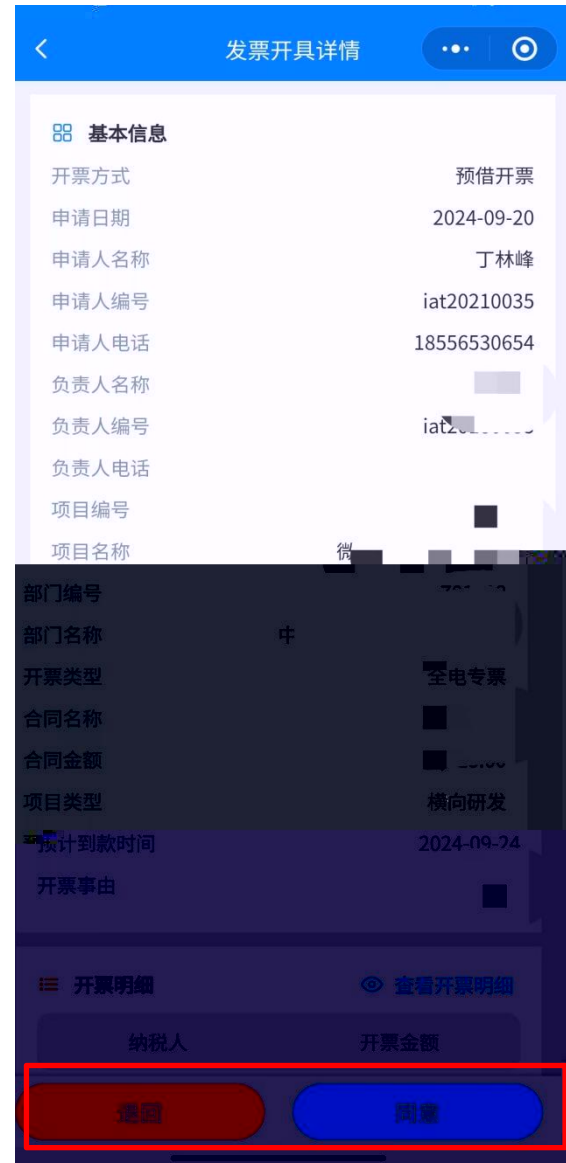 发票开具详情
基本信息
开票方式 预借开票
申请日期 2024-09-20
申请人名称 丁林峰
申请人编号 iat20210035
申请人电话 18556530654
负责人名称
负责人编号 iat2
负责人电话
项目编号
项目名称 微
部门编号
部门名称 中
开票类型 全电专票
合同名称
合同金额
项目类型 横向研发
预计到款时间 2024-09-24
开票事由
开票明细 查看开票明细
纳税人 开票金额
退回 同意